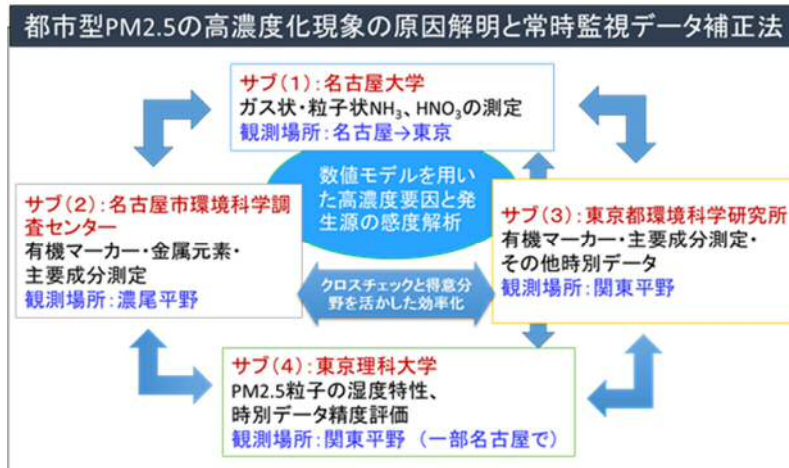 都市型PM2.5の高濃度化現象の原因解明と常時監視データ補正法
サブ(1):名古屋大学
ガス状・粒子状NH₃、HNO₃の測定
観測場所:名古屋→東京
数値モデルを用い
た高濃度要因と発
生源の感度解析
サブ(2):名古屋市環境科学調
査センター
有機マーカー・金属元素・
主要成分測定
観測場所:濃尾平野
サブ(3):東京都環境科学研究所
有機マーカー・主要成分測定・
その他時別データ
観測場所:関東平野
クロスチェックと得意分
野を活かした効率化
サブ(4):東京理科大学
PM2.5粒子の湿度特性、
時別データ精度評価
観測場所:関東平野 (一部名古屋で)